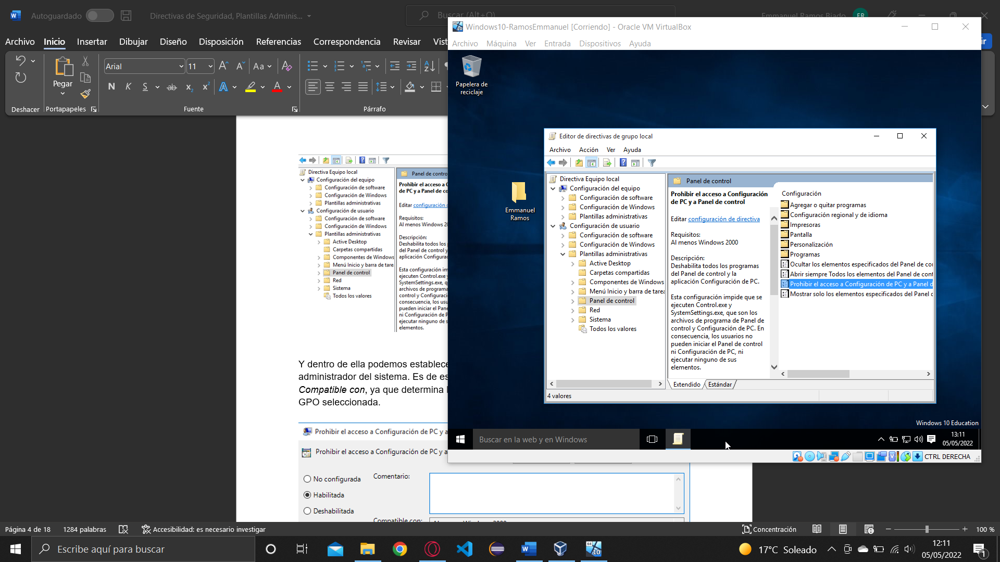 Autoguardado
Directivas de Seguridad, Plantillas Adminis...
Buscar (Alt+Q)
Emmanuel Ramos Biado
ER
Archivo Inicio Insertar Dibujar Diseño Disposición Referencias Correspondencia Revisar Vist
Pegar
Arial
11
Aa
N K S ab x₂ x² A A
Deshacer
Portapapeles
Fuente
Párrafo
Directiva Equipo local
Configuración del equipo
Configuración de software
Configuración de Windows
Plantillas administrativas
Configuración de usuario
Configuración de software
Configuración de Windows
Plantillas administrativas
Active Desktop
Carpetas compartidas
Componentes de Windows
Menú Inicio y barra de tare
Panel de control
Red
Sistema
Todos los valores
Panel de contro
Prohibir el acceso a C
de PC y a Panel de co
Editar configuración d
Requisitos:
Al menos Windows 20
Descripción:
Deshabilita todos los
del Panel de control y
aplicación Configurac
Esta configuración im
ejecuten Control.exe y
SystemSettings.exe, q
archivos de programa
control y Configuració
consecuencia, los usu
pueden iniciar el Pane
ni Configuración de P
ejecutar ninguno de s
elementos.
Y dentro de ella podemos establece
administrador del sistema. Es de es
Compatible con, ya que determina l
GPO seleccionada.
Prohibir el acceso a Configuración de PC y a
Prohibir el acceso a Configuración de PC y a
No configurada
Habilitada
Deshabilitada
Comentario:
Compatible con:
Windows10-RamosEmmanuel [Corriendo] - Oracle VM VirtualBox
Archivo Máquina Ver Entrada Dispositivos Ayuda
Papelera de
reciclaje
Emmanuel
Ramos
Editor de directivas de grupo local
Archivo Acción Ver Ayuda
Directiva Equipo local
Configuración del equipo
Configuración de software
Configuración de Windows
Plantillas administrativas
Configuración de usuario
Configuración de software
Configuración de Windows
Plantillas administrativas
Active Desktop
Carpetas compartidas
Componentes de Windows
Menú Inicio y barra de tarea
Panel de control
Red
Sistema
Todos los valores
Panel de control
Prohibir el acceso a Configuración
de PC y a Panel de control
Editar configuración de directiva
Requisitos:
Al menos Windows 2000
Descripción:
Deshabilita todos los programas
del Panel de control y la
aplicación Configuración de PC.
Esta configuración impide que se
ejecuten Control.exe y
SystemSettings.exe, que son los
archivos de programa de Panel de
control y Configuración de PC. En
consecuencia, los usuarios no
pueden iniciar el Panel de control
ni Configuración de PC, ni
ejecutar ninguno de sus
elementos.
Configuración
Agregar o quitar programas
Configuración regional y de idioma
Impresoras
Pantalla
Personalización
Programas
Ocultar los elementos especificados del Panel de co
Abrir siempre Todos los elementos del Panel de cont
Prohibir el acceso a Configuración de PC y a Panel d
Mostrar solo los elementos especificados del Panel d
Extendido Estándar
4 valores
Windows 10 Education
Buscar en la web y en Windows
13:11
05/05/2022
CTRL DERECHA
Página 4 de 18
1284 palabras
Accesibilidad: es necesario investigar
Concentración
100 %
Escribe aquí para buscar
17°C Soleado
12:11
05/05/2022
1